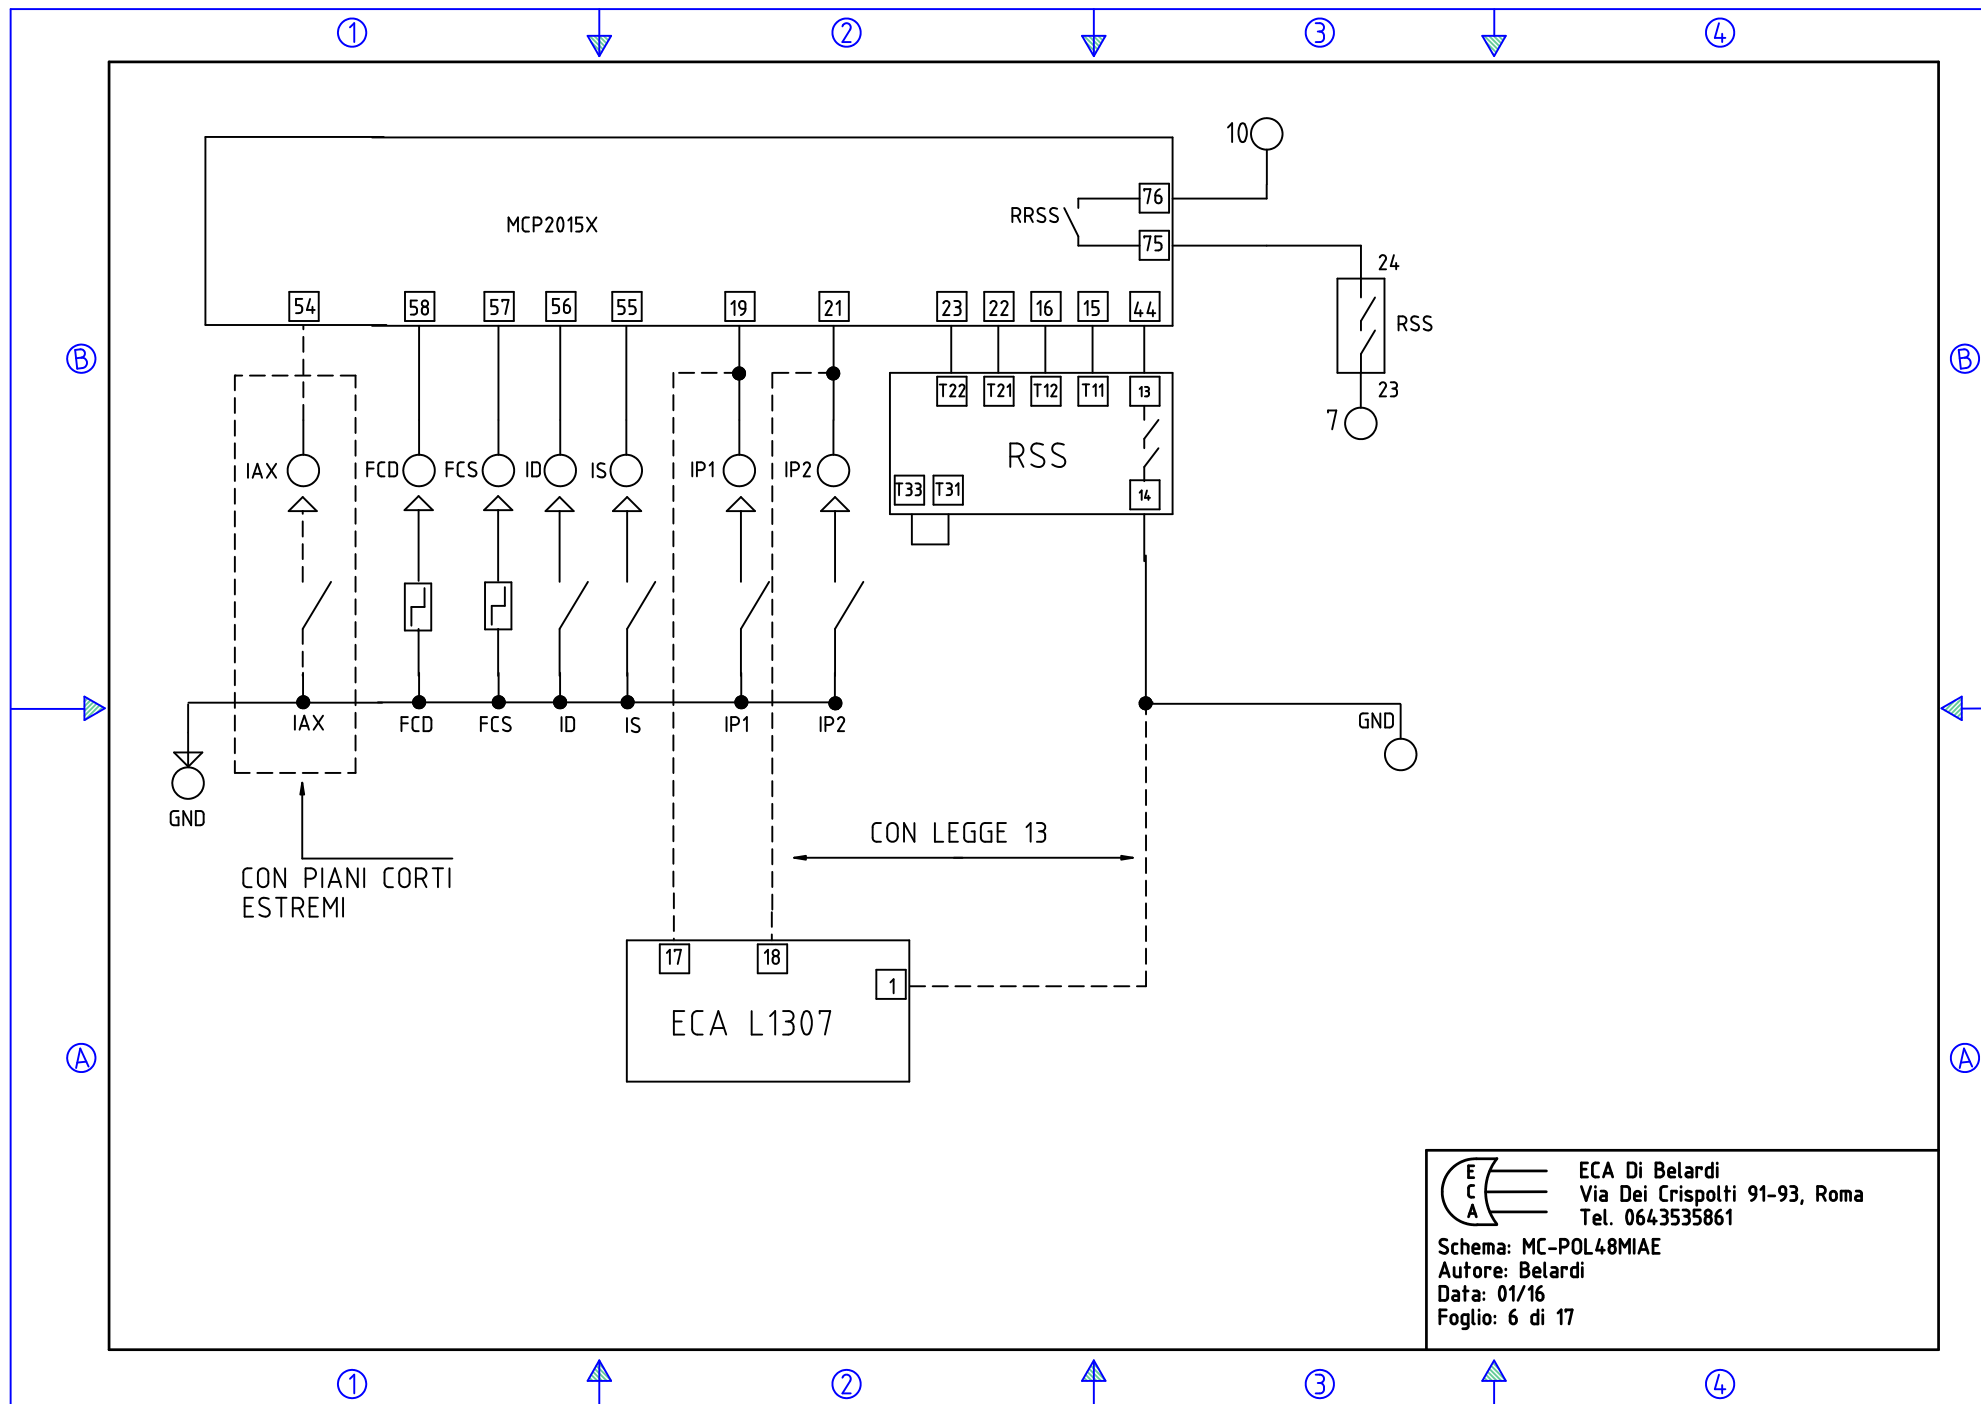 1 2 3 4
10
76
RRSS
MCP2015X
75
24
54 58 57 56 55 19 21 23 22 16 15 44
RSS
B B
T22 T21 T12 T11 13
23
7
IAX FCD FCS ID IS IP1 IP2
RSS
T33 T31 14
IAX FCD FCS ID IS IP1 IP2
GND
GND
CON LEGGE 13
CON PIANI CORTI
ESTREMI
17 18
1
ECA L1307
A A
E
C
A
ECA Di Belardi
Via Dei Crispolti 91-93, Roma
Tel. 0643535861
Schema: MC-POL48MIAE
Autore: Belardi
Data: 01/16
Foglio: 6 di 17
1 2 3 4